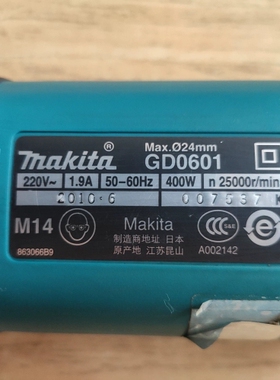 Max.Ø24mm
makita® GD0601
220V~ 1.9A 50-60Hz 400W n 25000r/min
2010·6 007537 K
M14 Makita CCC S&E
制造商地址 日本
原产地 江苏昆山 A002142
863066B9